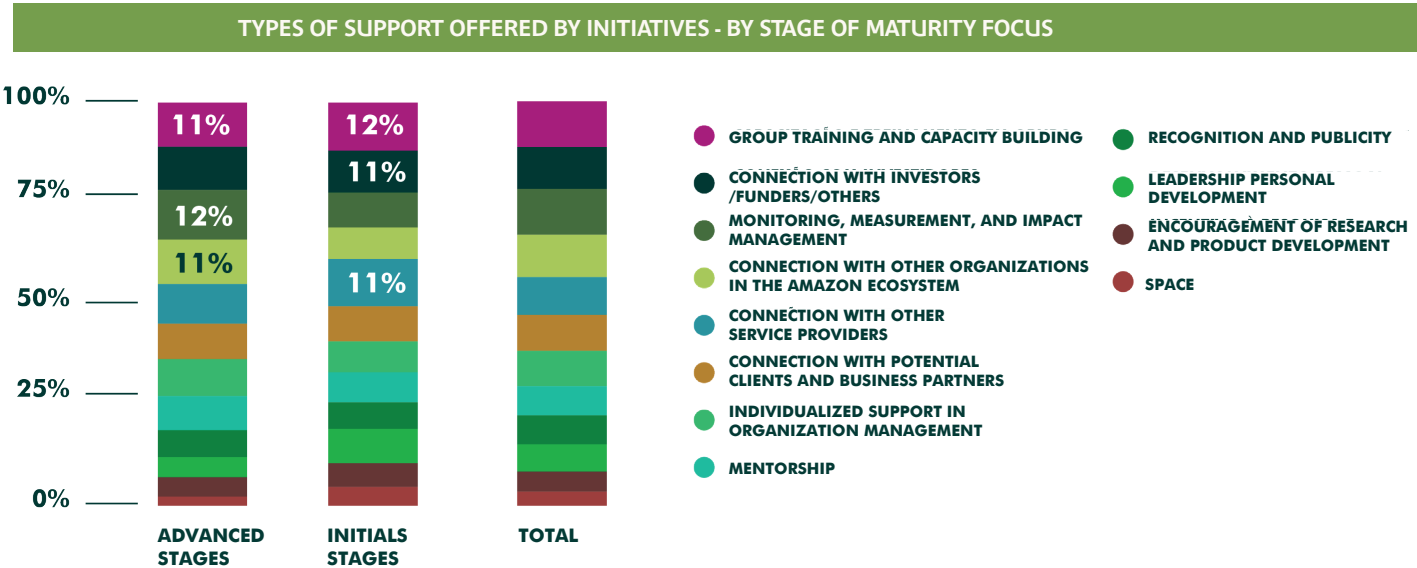 TYPES OF SUPPORT OFFERED BY INITIATIVES - BY STAGE OF MATURITY FOCUS
100%
75%
50%
25%
0%
11%
12%
11%
12%
11%
11%
ADVANCED
STAGES
INITIALS
STAGES
TOTAL
GROUP TRAINING AND CAPACITY BUILDING
CONNECTION WITH INVESTORS
/FUNDERS/OTHERS
MONITORING, MEASUREMENT, AND IMPACT
MANAGEMENT
CONNECTION WITH OTHER ORGANIZATIONS
IN THE AMAZON ECOSYSTEM
CONNECTION WITH OTHER
SERVICE PROVIDERS
CONNECTION WITH POTENTIAL
CLIENTS AND BUSINESS PARTNERS
INDIVIDUALIZED SUPPORT IN
ORGANIZATION MANAGEMENT
MENTORSHIP
RECOGNITION AND PUBLICITY
LEADERSHIP PERSONAL
DEVELOPMENT
ENCOURAGEMENT OF RESEARCH
AND PRODUCT DEVELOPMENT
SPACE